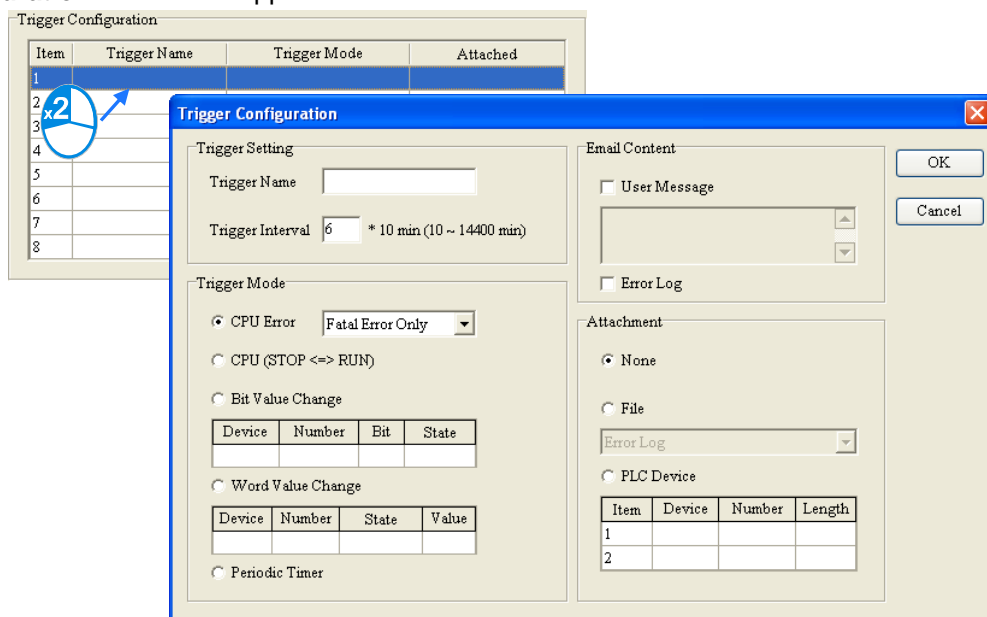 Trigger Configuration
Item Trigger Name Trigger Mode Attached
1
2
x2
3
4
5
6
7
8
Trigger Configuration
Trigger Setting
Trigger Name
Trigger Interval 6 * 10 min (10 ~ 14400 min)
Trigger Mode
CPU Error Fatal Error Only
CPU (STOP <=> RUN)
Bit Value Change
Device Number Bit State
Word Value Change
Device Number State Value
Periodic Timer
Email Content
User Message
Error Log
Attachment
None
File
Error Log
PLC Device
Item Device Number Length
1
2
OK
Cancel